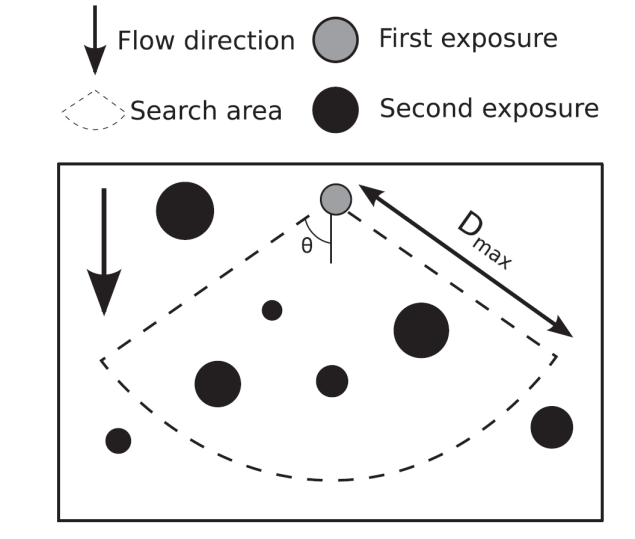 Flow direction
First exposure
Search area
Second exposure
Dmax
θ